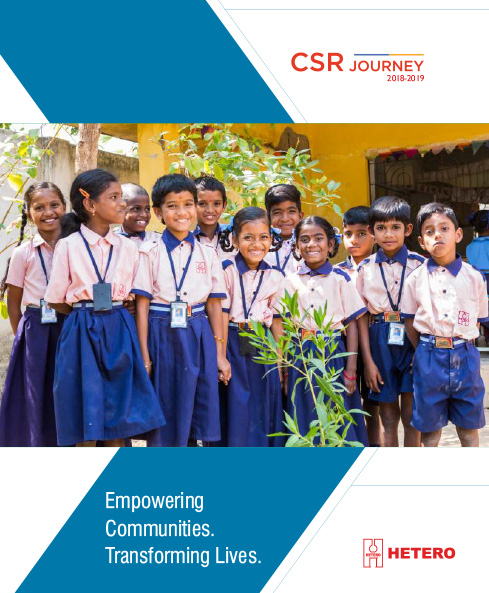 CSR JOURNEY
2018-2019
Empowering
Communities.
Transforming Lives.
HETERO